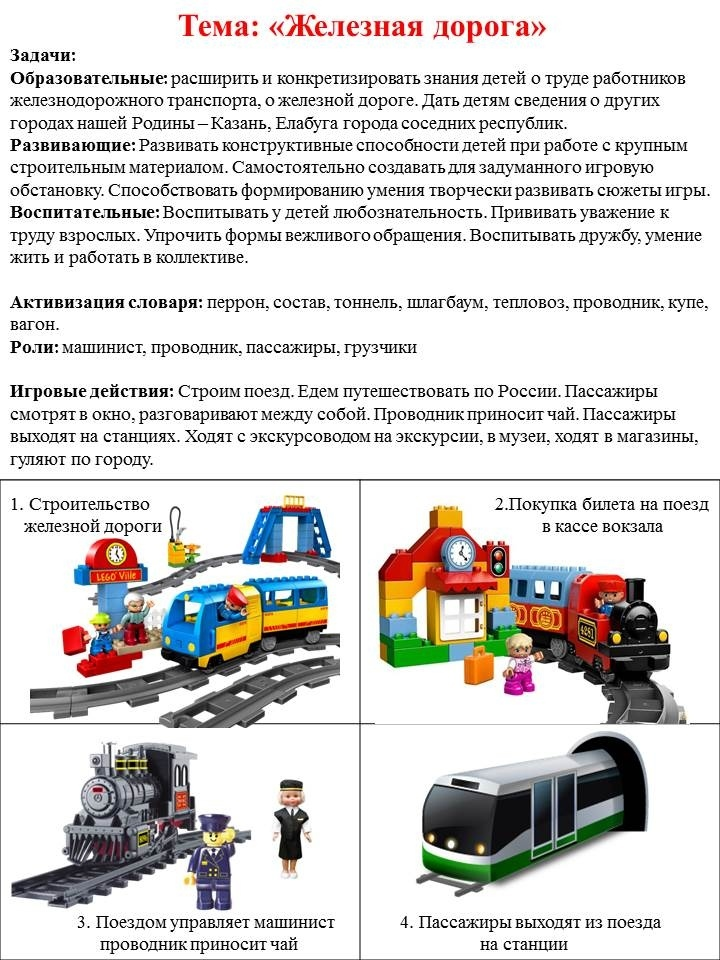 Тема: «Железная дорога»
Задачи:
Образовательные: расширить и конкретизировать знания детей о труде работников
железнодорожного транспорта, о железной дороге. Дать детям сведения о других
городах нашей Родины – Казань, Елабуга города соседних республик.
Развивающие: Развивать конструктивные способности детей при работе с крупным
строительным материалом. Самостоятельно создавать для задуманного игровую
обстановку. Способствовать формированию умения творчески развивать сюжеты игры.
Воспитательные: Воспитывать у детей любознательность. Прививать уважение к
труду взрослых. Упрочить формы вежливого обращения. Воспитывать дружбу, умение
жить и работать в коллективе.
Активизация словаря: перрон, состав, тоннель, шлагбаум, тепловоз, проводник, купе,
вагон.
Роли: машинист, проводник, пассажиры, грузчики
Игровые действия: Строим поезд. Едем путешествовать по России. Пассажиры
смотрят в окно, разговаривают между собой. Проводник приносит чай. Пассажиры
выходят на станциях. Ходят с экскурсоводом на экскурсии, в музеи, ходят в магазины,
гуляют по городу.
1. Строительство
железной дороги
LEGO Ville
2.Покупка билета на поезд
в кассе вокзала
3. Поездом управляет машинист
проводник приносит чай
4. Пассажиры выходят из поезда
на станции